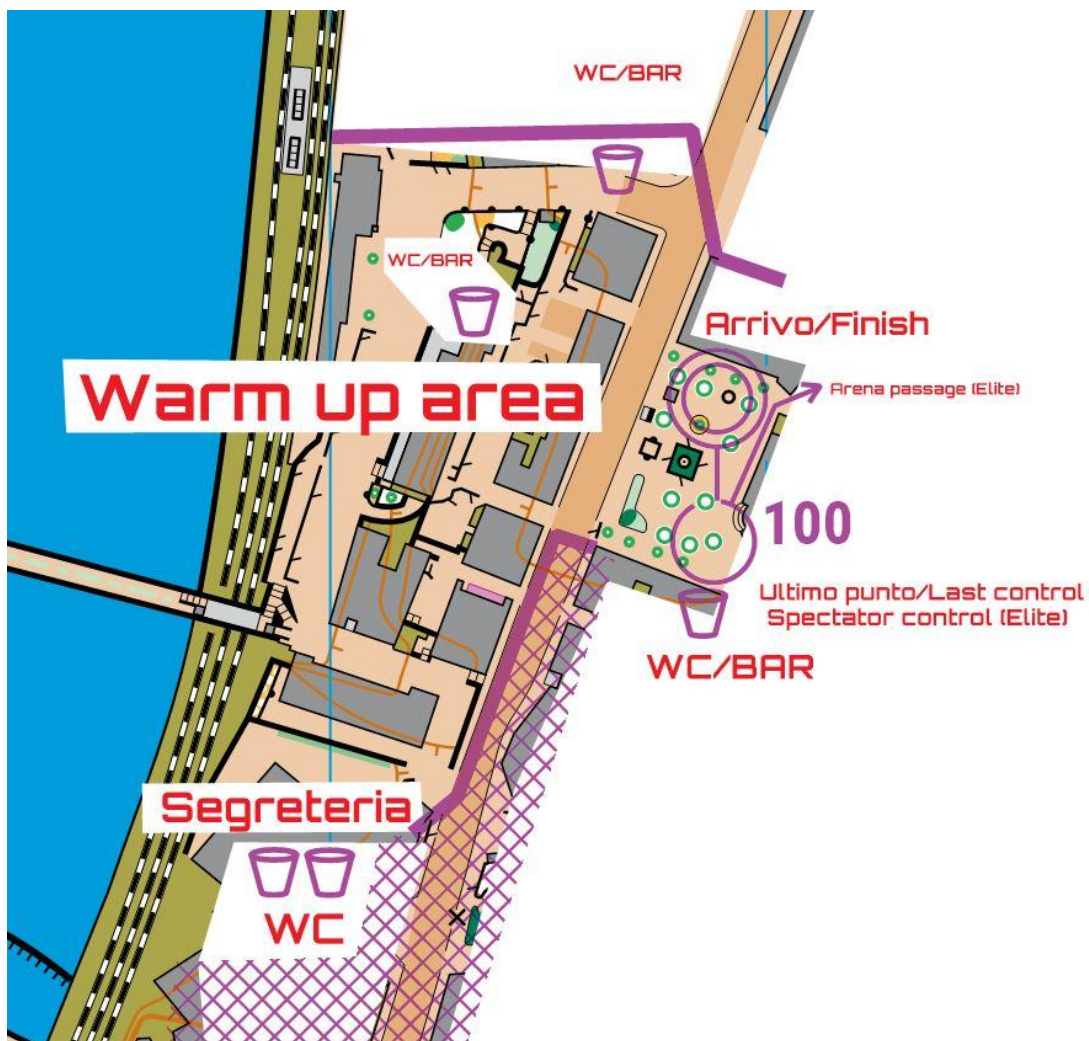 WC/BAR
WC/BAR
Arrivo/Finish
Warm up area
Arena passage (Elite)
100
Ultimo punto/Last control
Spectator control (Elite)
WC/BAR
Segreteria
WC